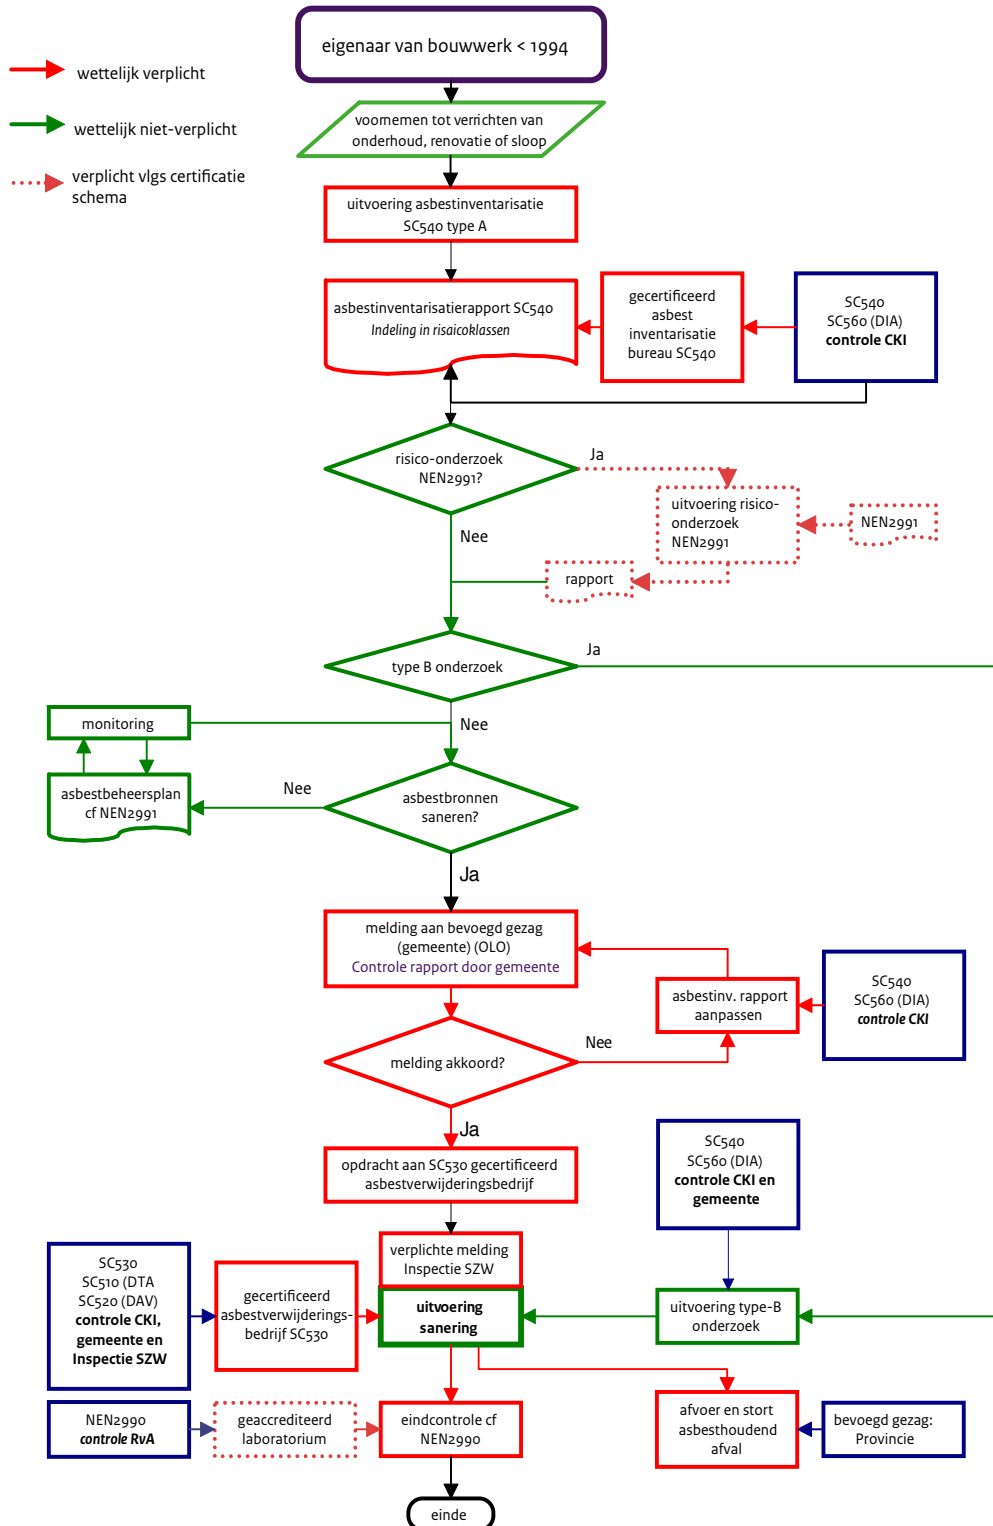 eigenaar van bouwwerk < 1994
wettelijk verplicht
wettelijk niet-verplicht
verplicht vlgs certificatie
schema
voornemen tot verrichten van
onderhoud, renovatie of sloop
uitvoering asbestinventarisatie
SC540 type A
asbestinventarisatierapport SC540
Indeling in risaicoklassen
gecertificeerd
asbest
inventarisatie
bureau SC540
SC540
SC560 (DIA)
controle CKI
risico-onderzoek
NEN2991?
Ja
Nee
uitvoering risico-
onderzoek
NEN2991
NEN2991
rapport
type B onderzoek
Ja
Nee
monitoring
asbestbeheersplan
cf NEN2991
Nee
asbestbronnen
saneren?
Ja
melding aan bevoegd gezag
(gemeente) (OLO)
Controle rapport door gemeente
asbestinv. rapport
aanpassen
SC540
SC560 (DIA)
controle CKI
melding akkoord?
Nee
Ja
opdracht aan SC530 gecertificeerd
asbestverwijderingsbedrijf
SC540
SC560 (DIA)
controle CKI en
gemeente
verplichte melding
Inspectie SZW
SC530
SC510 (DTA
SC520 (DAV)
controle CKI,
gemeente en
Inspectie SZW
gecertificeerd
asbestverwijderings-
bedrijf SC530
uitvoering
sanering
uitvoering type-B
onderzoek
NEN2990
controle RvA
geaccrediteerd
laboratorium
eindcontrole cf
NEN2990
afvoer en stort
asbesthoudend
afval
bevoegd gezag:
Provincie
einde